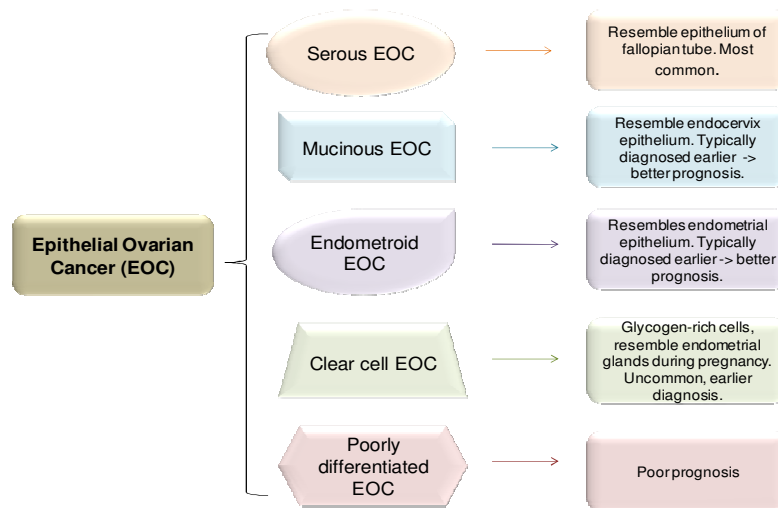 Epithelial Ovarian
Cancer (EOC)
Serous EOC
Resemble epithelium of
fallopian tube. Most
common.
Mucinous EOC
Resemble endocervix
epithelium. Typically
diagnosed earlier ->
better prognosis.
Endometroid
EOC
Resembles endometrial
epithelium. Typically
diagnosed earlier -> better
prognosis.
Clear cell EOC
Glycogen-rich cells,
resemble endometrial
glands during pregnancy.
Uncommon, earlier
diagnosis.
Poorly
differentiated
EOC
Poor prognosis